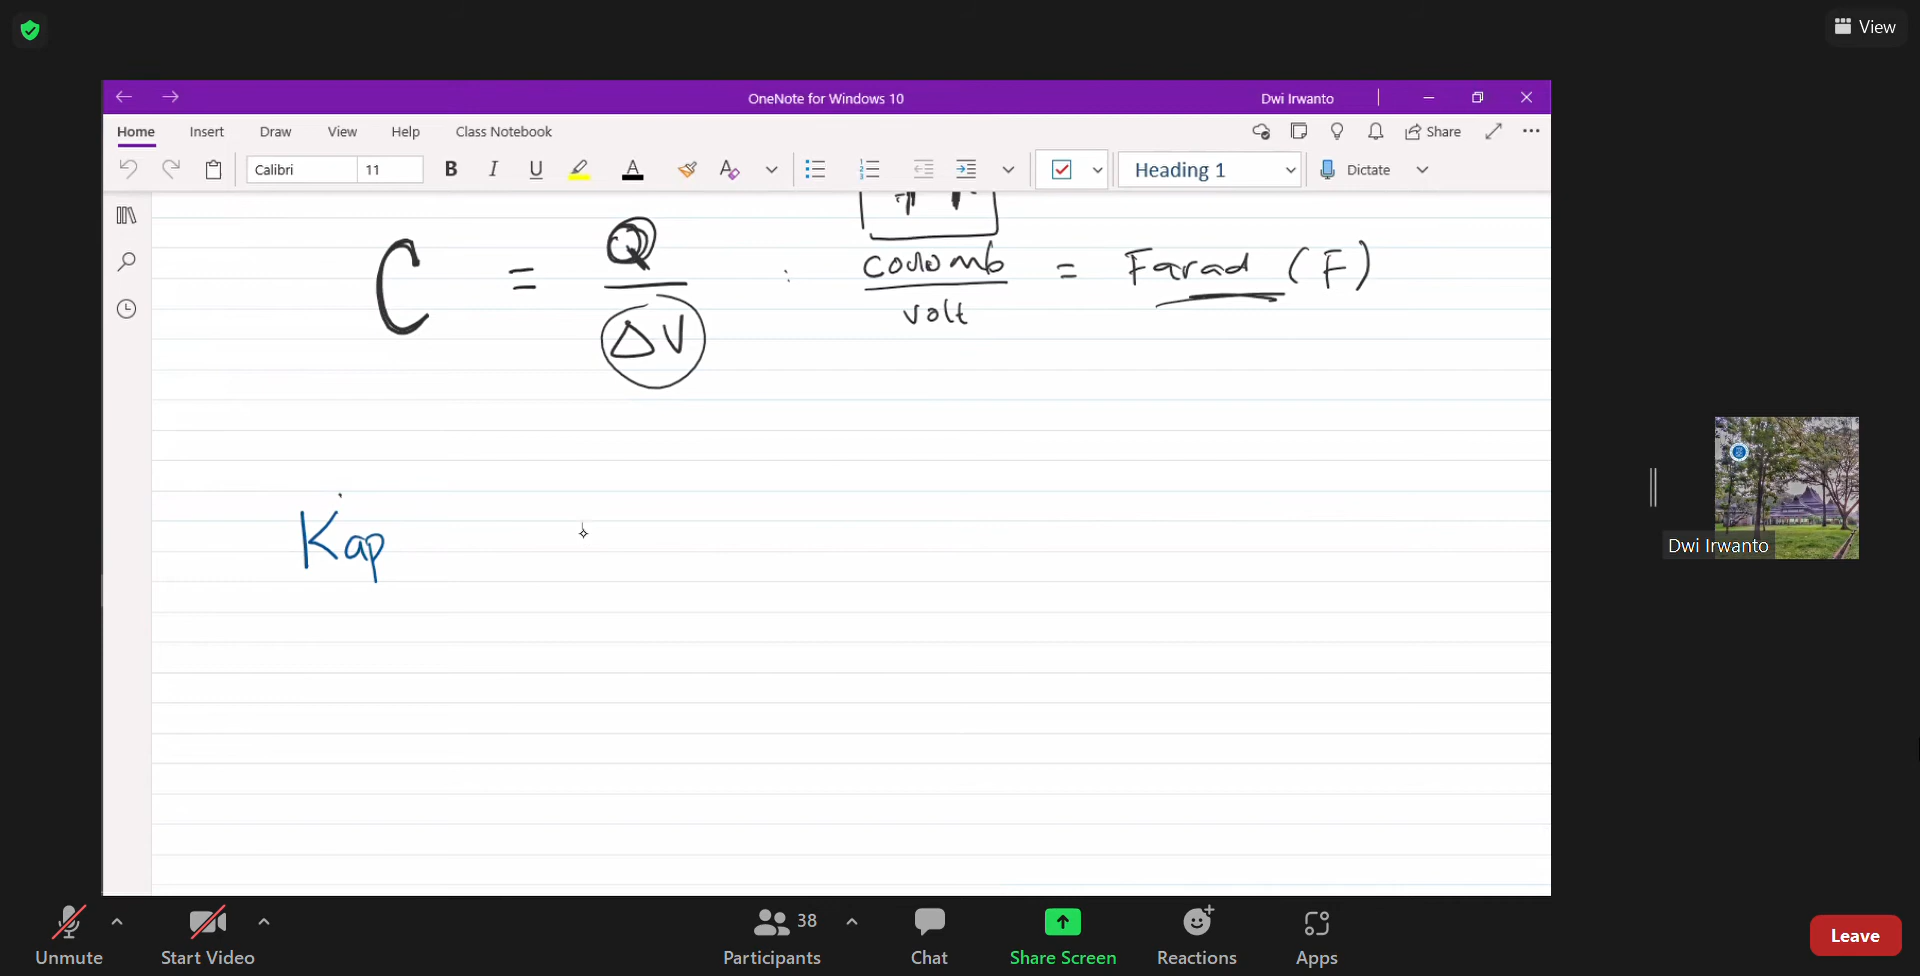 View
OneNote for Windows 10
Dwi Irwanto
Home Insert Draw View Help Class Notebook
Share
Calibri 11 B I U A A Heading 1 Dictate
C = Q / ΔV : coulomb / volt = Farad (F)
Kap
Dwi Irwanto
Unmute Start Video 38 Participants Chat Share Screen Reactions Apps Leave